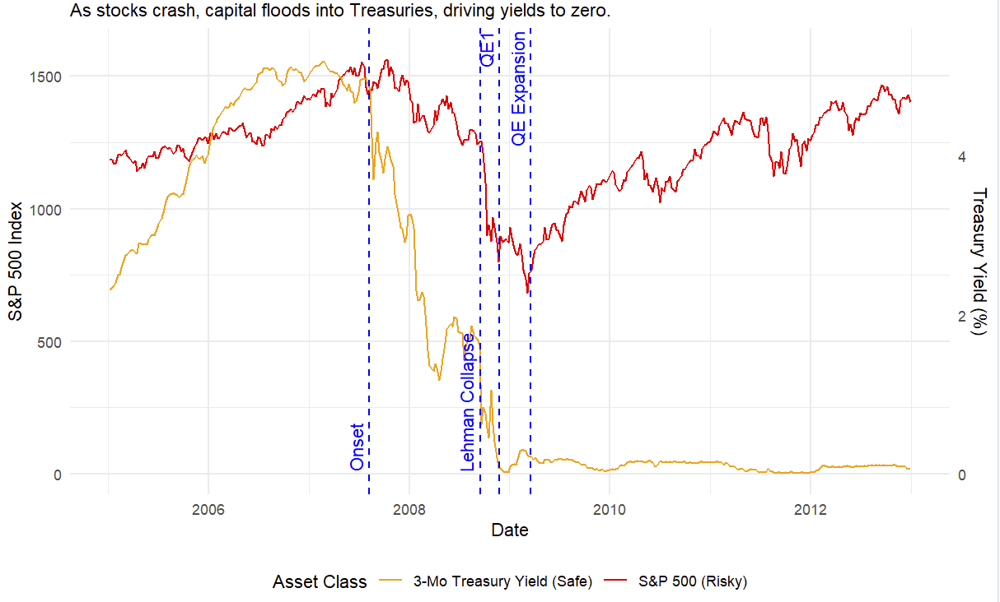 As stocks crash, capital floods into Treasuries, driving yields to zero.
QE1
QE Expansion
Lehman Collapse
Onset
S&P 500 Index
1500
1000
500
0
Treasury Yield (%)
4
2
0
2006 2008 2010 2012
Date
Asset Class 3-Mo Treasury Yield (Safe) S&P 500 (Risky)